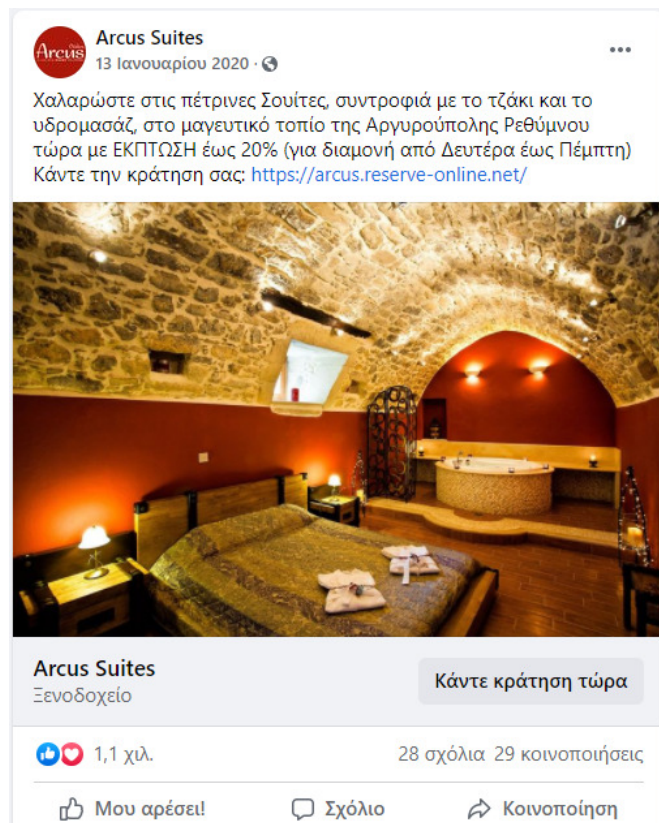 Arcus
Arcus Suites
13 Ιανουαρίου 2020 ·
Χαλαρώστε στις πέτρινες Σουίτες, συντροφιά με το τζάκι και το
υδρομασάζ, στο μαγευτικό τοπίο της Αργυρούπολης Ρεθύμνου
τώρα με ΕΚΠΤΩΣΗ έως 20% (για διαμονή από Δευτέρα έως Πέμπτη)
Κάντε την κράτηση σας: https://arcus.reserve-online.net/
Arcus Suites
Ξενοδοχείο
Κάντε κράτηση τώρα
1,1 χιλ.
28 σχόλια 29 κοινοποιήσεις
Μου αρέσει!
Σχόλιο
Κοινοποίηση